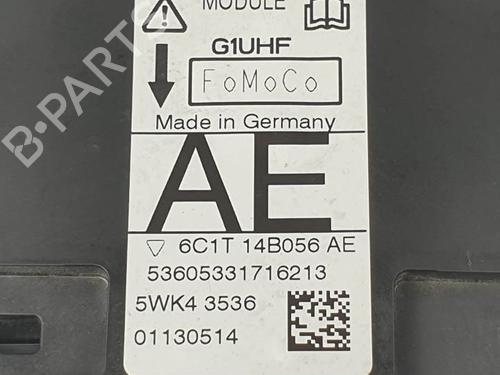 MODULE
G1UHF
FoMoCo
Made in Germany
AE
6C1T 14B056 AE
53605331716213
5WK4 3536
01130514
B-PARTS